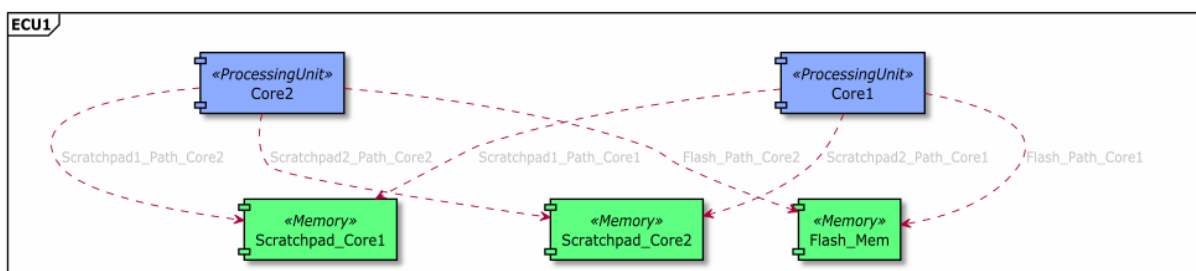 ECU1
«ProcessingUnit»
Core2
«ProcessingUnit»
Core1
Scratchpad1_Path_Core2
Scratchpad2_Path_Core2
Scratchpad1_Path_Core1
Flash_Path_Core2
Scratchpad2_Path_Core1
Flash_Path_Core1
«Memory»
Scratchpad_Core1
«Memory»
Scratchpad_Core2
«Memory»
Flash_Mem